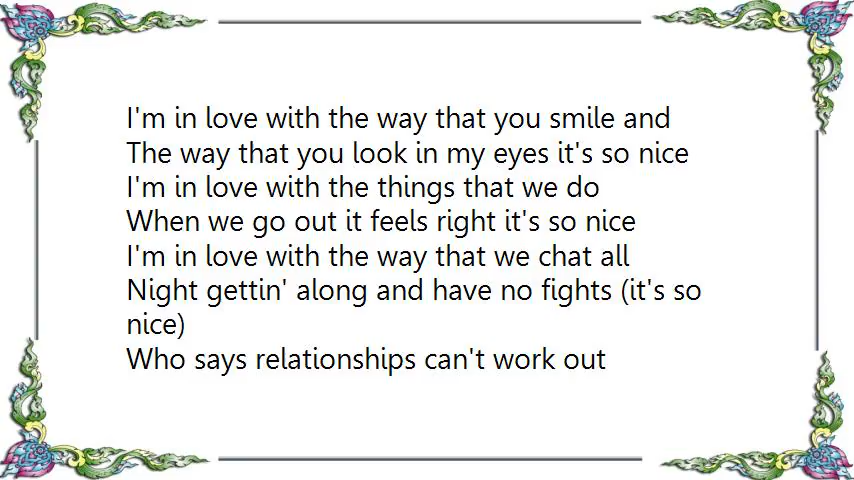 I'm in love with the way that you smile and
The way that you look in my eyes it's so nice
I'm in love with the things that we do
When we go out it feels right it's so nice
I'm in love with the way that we chat all
Night gettin' along and have no fights (it's so
nice)
Who says relationships can't work out